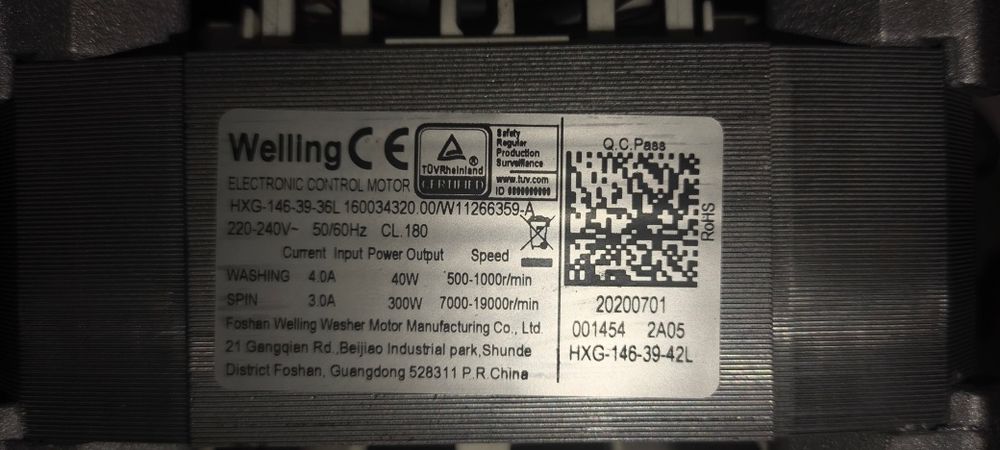 Welling CE
TÜVRheinland ®
CERTIFIED
Safety
Regular
Production
Surveillance
www.tuv.com
ELECTRONIC CONTROL MOTOR
HXG-146-39-36L 160034320.00/W11266359-A
220-240V~ 50/60Hz CL.180
Current Input Power Output Speed
WASHING 4.0A 40W 500-1000r/min
SPIN 3.0A 300W 7000-19000r/min
Foshan Welling Washer Motor Manufacturing Co., Ltd
21 Gangqian Rd.,Beijiao Industrial park,Shunde
District Foshan, Guangdong 528311 P.R.China
Q.C.Pass
RoHS
20200701
001454 2A05
HXG-146-39-42L